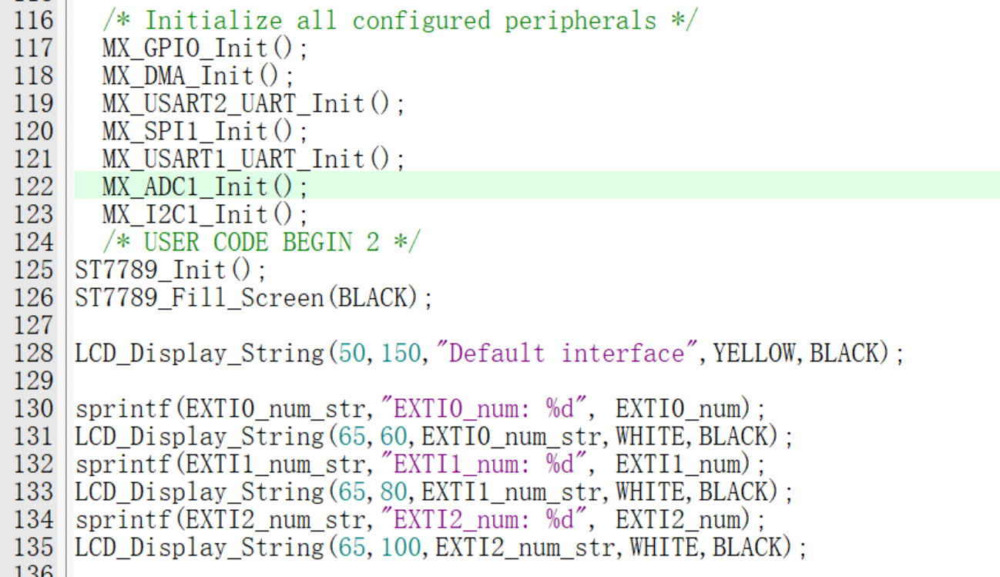 116 /* Initialize all configured peripherals */
117 MX_GPIO_Init();
118 MX_DMA_Init();
119 MX_USART2_UART_Init();
120 MX_SPI1_Init();
121 MX_USART1_UART_Init();
122 MX_ADC1_Init();
123 MX_I2C1_Init();
124 /* USER CODE BEGIN 2 */
125 ST7789_Init();
126 ST7789_Fill_Screen(BLACK);
127
128 LCD_Display_String(50,150,"Default interface",YELLOW,BLACK);
129
130 sprintf(EXTI0_num_str,"EXTI0_num: %d", EXTI0_num);
131 LCD_Display_String(65,60,EXTI0_num_str,WHITE,BLACK);
132 sprintf(EXTI1_num_str,"EXTI1_num: %d", EXTI1_num);
133 LCD_Display_String(65,80,EXTI1_num_str,WHITE,BLACK);
134 sprintf(EXTI2_num_str,"EXTI2_num: %d", EXTI2_num);
135 LCD_Display_String(65,100,EXTI2_num_str,WHITE,BLACK);
136